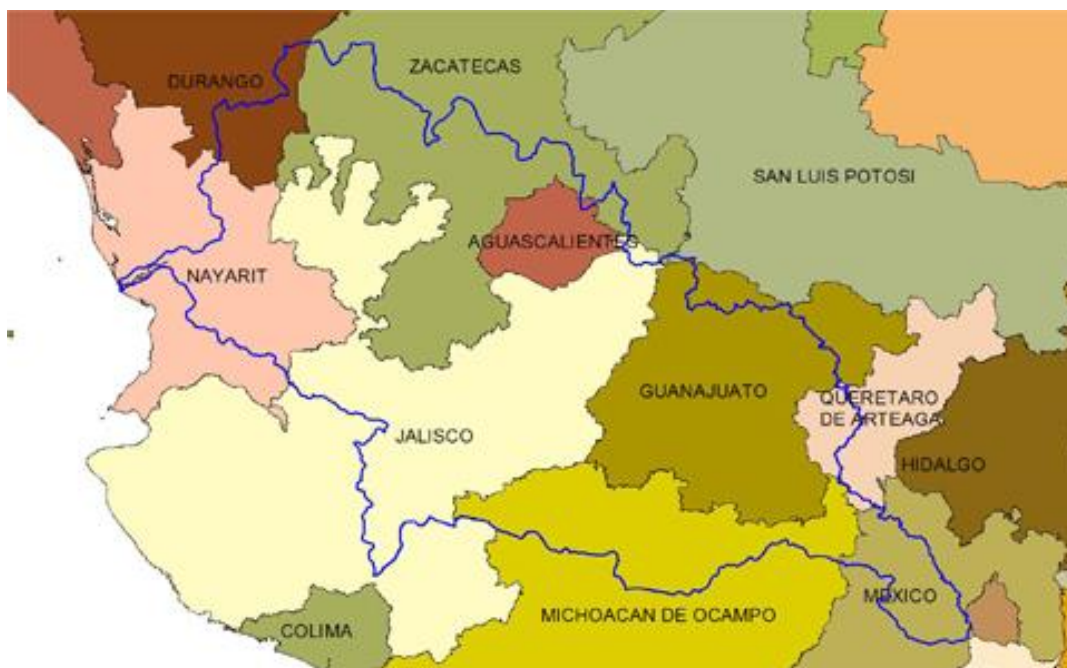 ZACATECAS
DURANGO
SAN LUIS POTOSI
AGUASCALIENTES
NAYARIT
GUANAJUATO
QUERETARO
DE ARTEAGA
JALISCO
HIDALGO
MEXICO
MICHOACAN DE OCAMPO
COLIMA